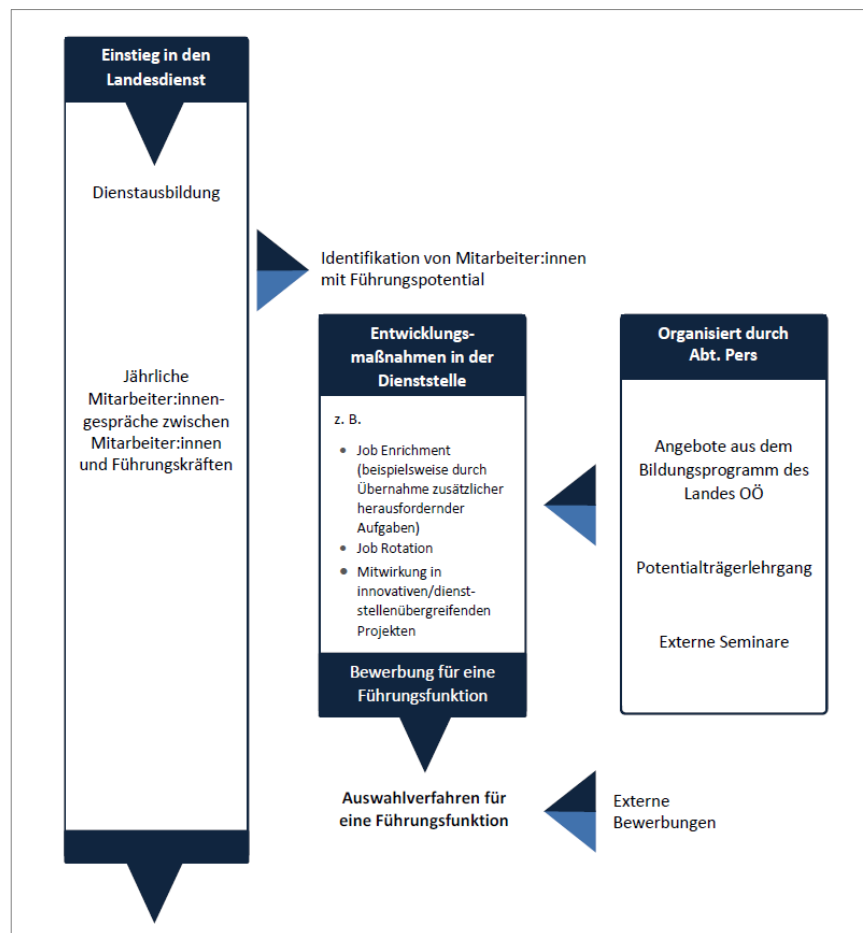 Einstieg in den
Landesdienst
Dienstausbildung
Jährliche
Mitarbeiter:innen-
gespräche zwischen
Mitarbeiter:innen
und Führungskräften
Identifikation von Mitarbeiter:innen
mit Führungspotential
Entwicklungs-
maßnahmen in der
Dienststelle
z. B.
• Job Enrichment
(beispielsweise durch
Übernahme zusätzlicher
herausfordernder
Aufgaben)
• Job Rotation
• Mitwirkung in
innovativen/dienst-
stellenübergreifenden
Projekten
Bewerbung für eine
Führungsfunktion
Organisiert durch
Abt. Pers
Angebote aus dem
Bildungsprogramm des
Landes OÖ
Potentialträgerlehrgang
Externe Seminare
Auswahlverfahren für
eine Führungsfunktion
Externe
Bewerbungen